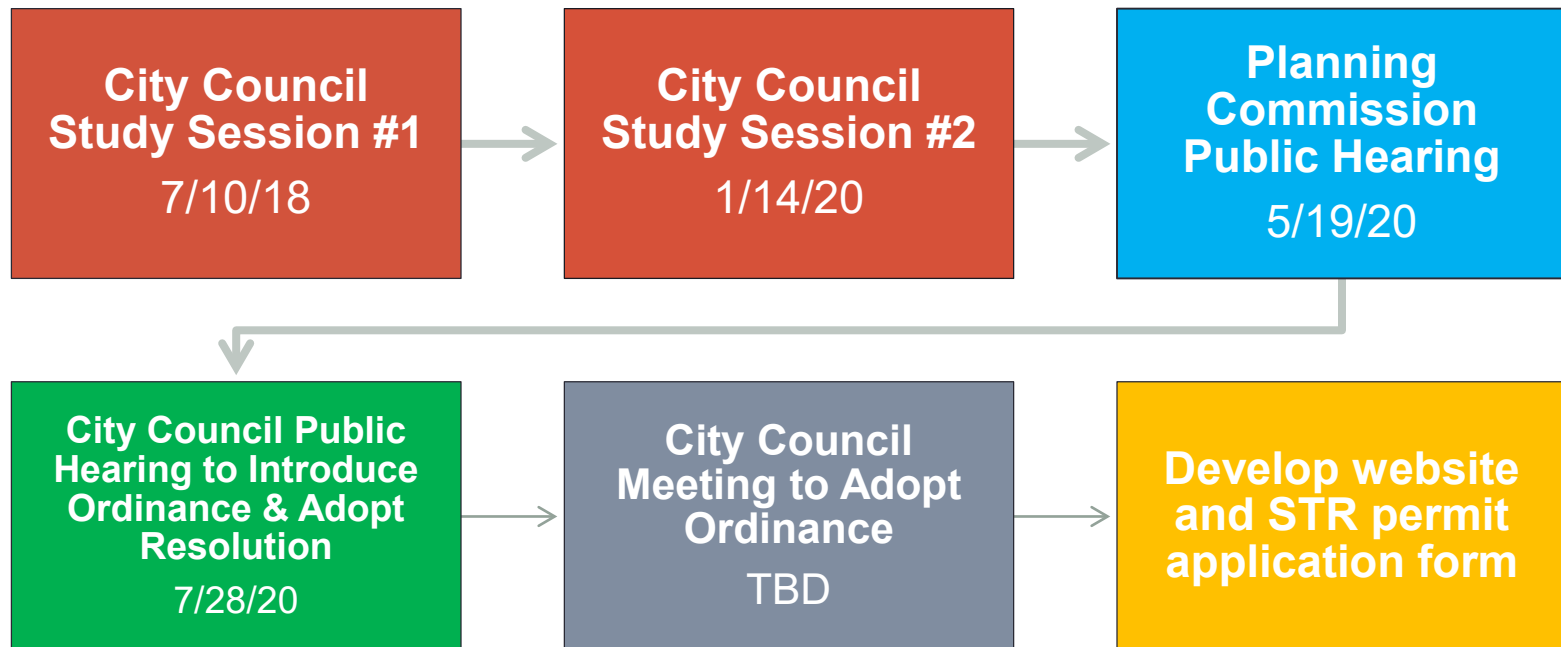 City Council
Study Session #1
7/10/18
City Council
Study Session #2
1/14/20
Planning
Commission
Public Hearing
5/19/20
City Council Public
Hearing to Introduce
Ordinance & Adopt
Resolution
7/28/20
City Council
Meeting to Adopt
Ordinance
TBD
Develop website
and STR permit
application form